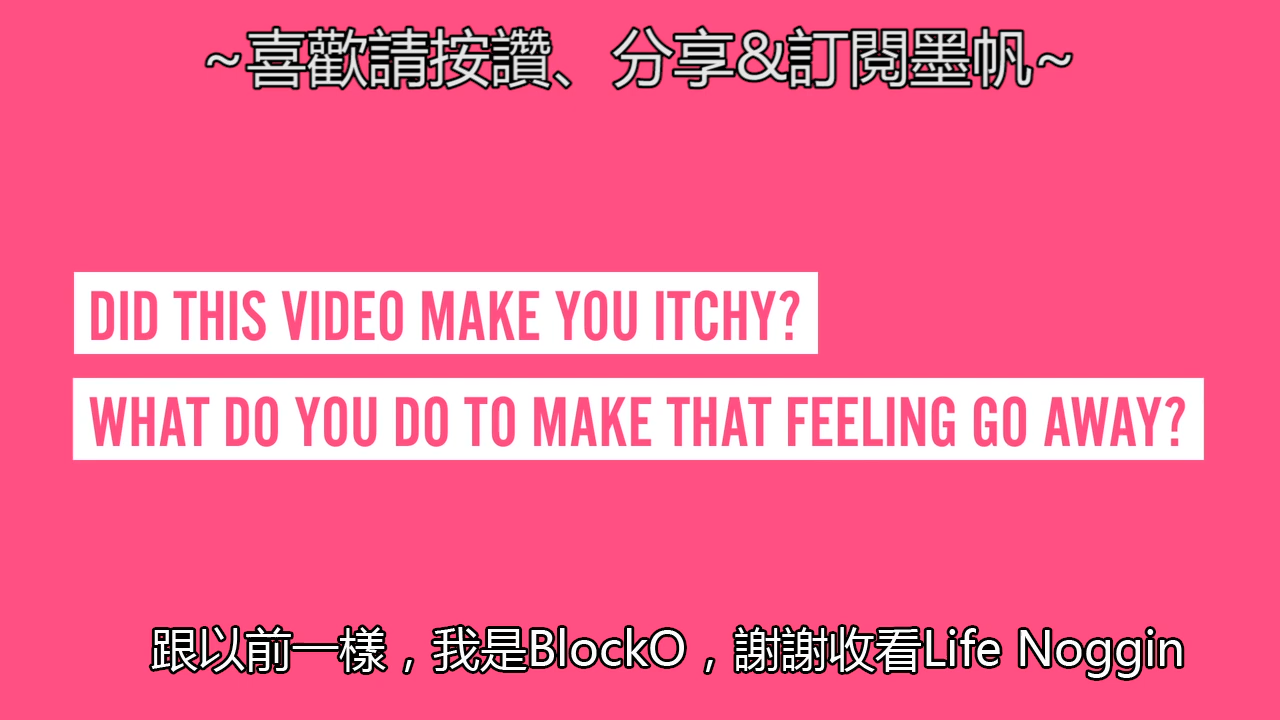 ~喜歡請按讚、分享&訂閱墨帆~
DID THIS VIDEO MAKE YOU ITCHY?
WHAT DO YOU DO TO MAKE THAT FEELING GO AWAY?
跟以前一樣，我是BlockO，謝謝收看Life Noggin